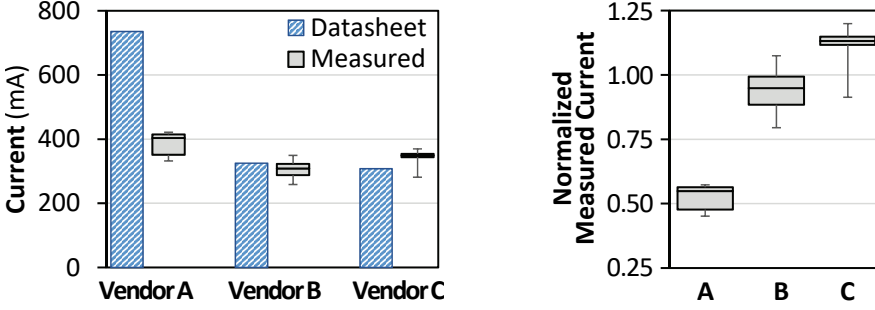 Current (mA)
800
600
400
200
0
Datasheet
Measured
Vendor A
Vendor B
Vendor C
Normalized
Measured Current
1.25
1.00
0.75
0.50
0.25
A
B
C